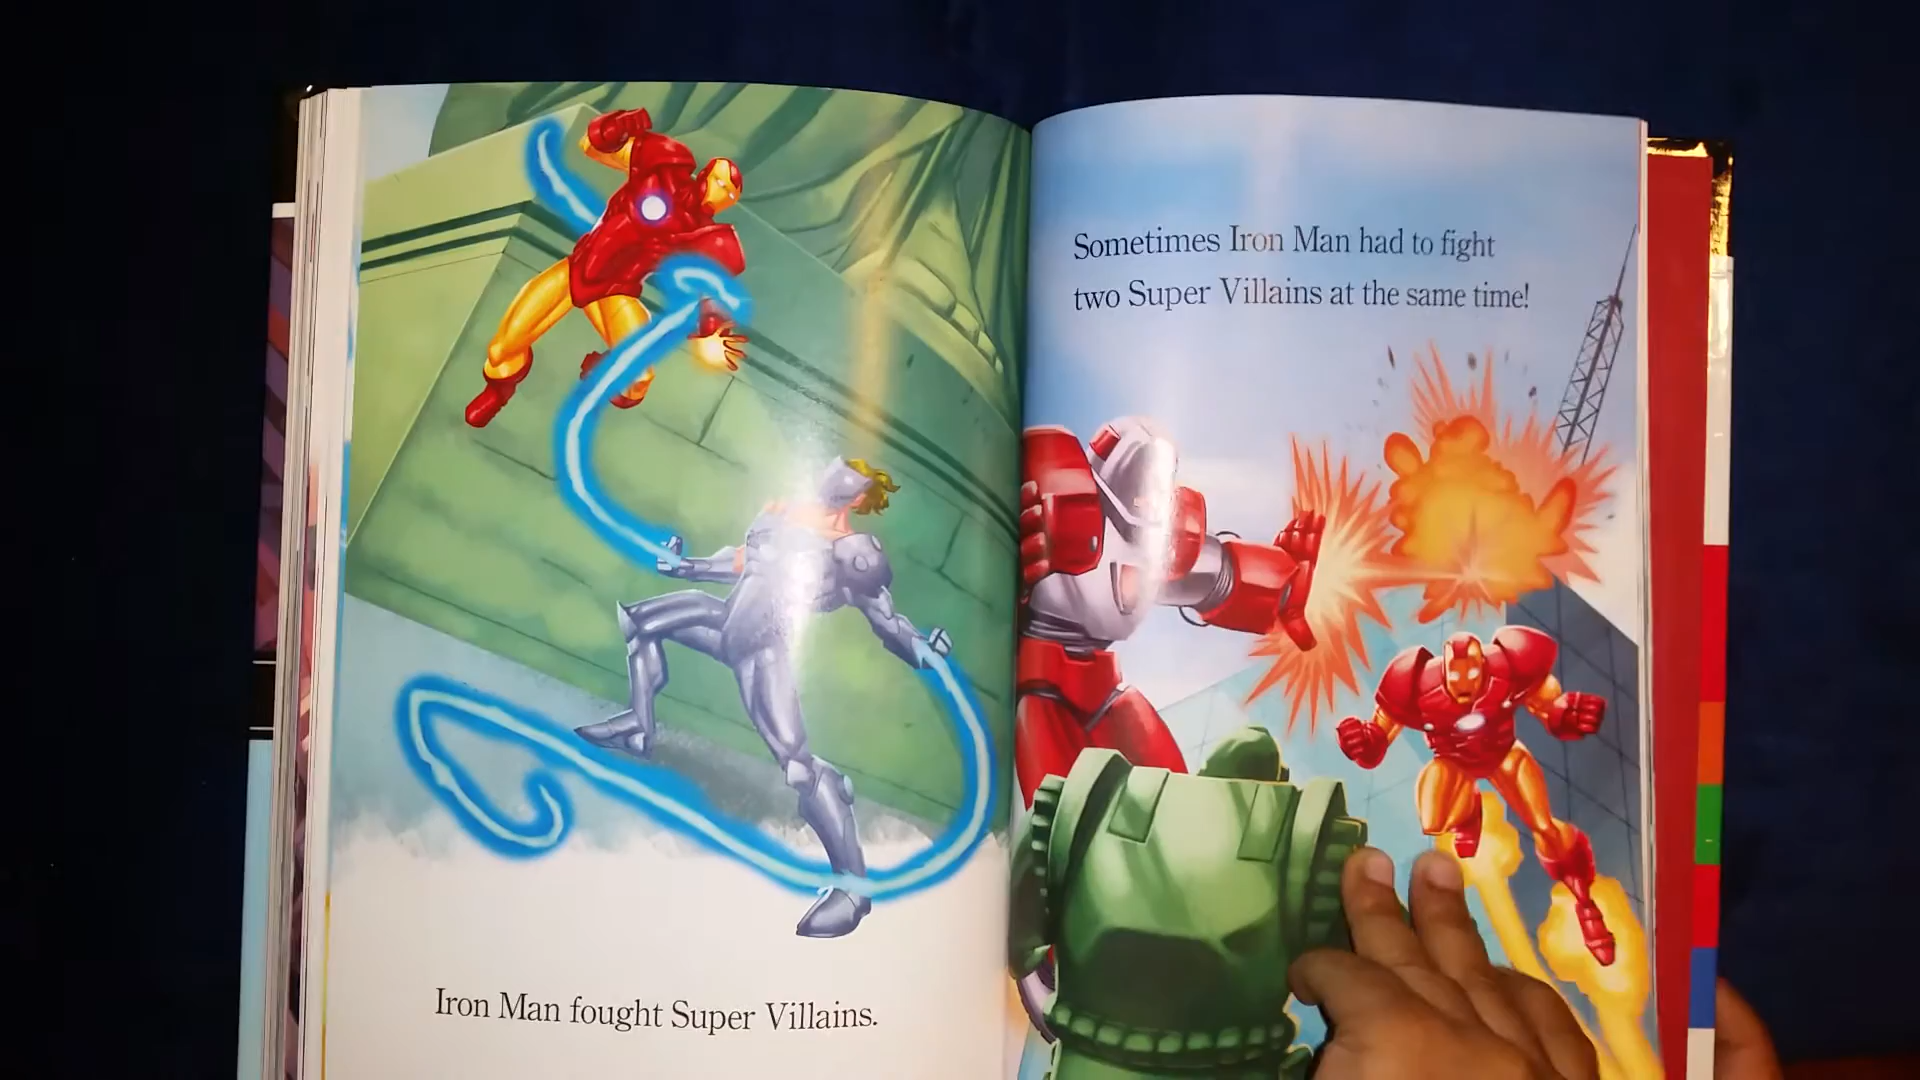 Iron Man fought Super Villains.
Sometimes Iron Man had to fight
two Super Villains at the same time!